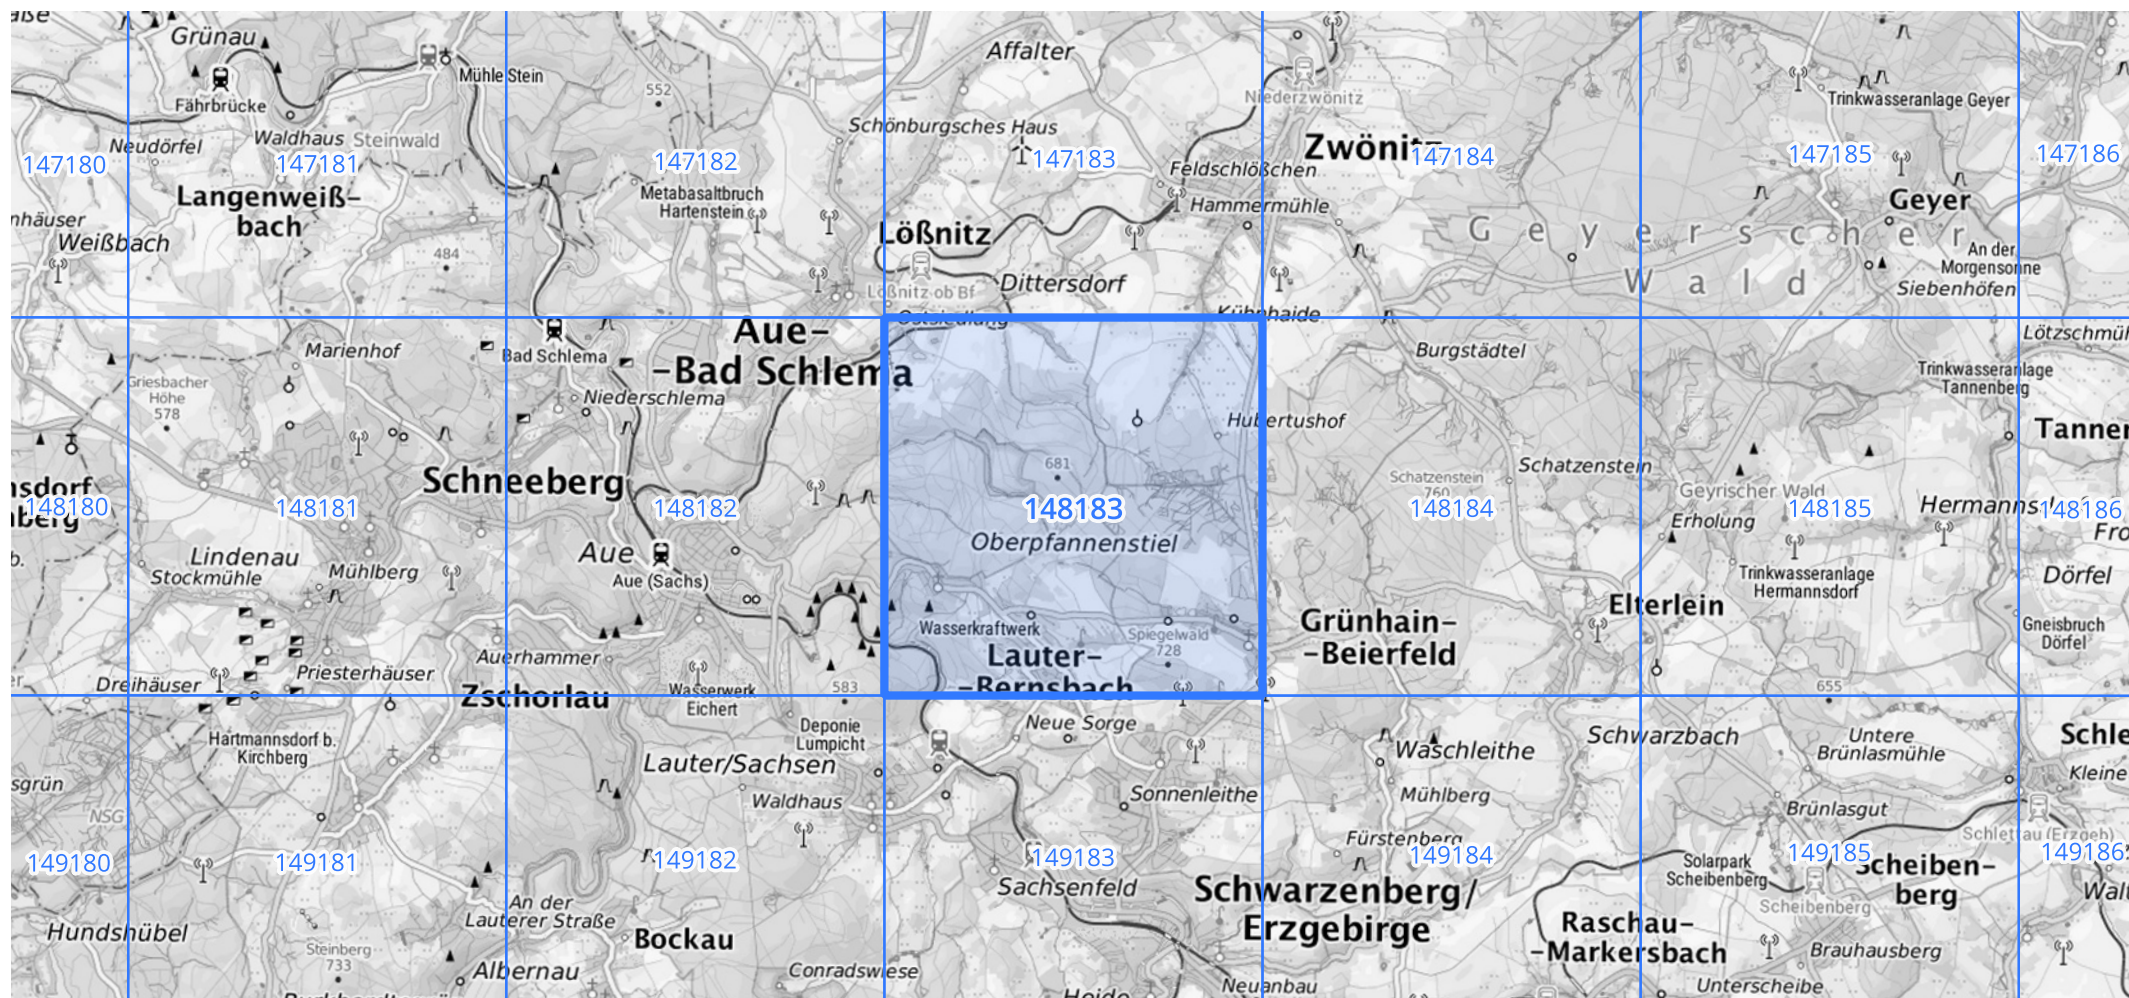 Grünau
Mühle Stein
Fährbrücke
Neudörfel
Waldhaus
Steinwald
147180
147181
Langenweiß-
bach
Weißbach
484
552
147182
Metabasaltbruch
Hartenstein
Affalter
Schönburgsches Haus
147183
Feldschlößchen
Hammermühle
Lößnitz
Lößnitz ob Bf
Dittersdorf
Ostsiedlung
Niederzwönitz
147184
Kühnhaide
Geyerscher
Wald
Trinkwasseranlage Geyer
147185
147186
Geyer
An der
Morgensonne
Siebenhöfen
Marienhof
Griesbacher
Höhe
578
Bad Schlema
Niederschlema
Aue-
-Bad Schlema
Schneeberg
148180
148181
148182
Lindenau
Stockmühle
Mühlberg
Aue
Aue (Sachs)
Auerhammer
Priesterhäuser
Dreihäuser
Zschorlau
Wasserwerk
Eichert
583
Hubertushof
681
148183
Oberpfannenstiel
Wasserkraftwerk
Spiegelwald
728
Lauter-
-Bernsbach
Burgstädtel
Schatzenstein
760
Schatzenstein
148184
Grünhain-
-Beierfeld
Elterlein
Trinkwasseranlage
Tannenberg
Geyrischer Wald
Erholung
148185
148186
Trinkwasseranlage
Hermannsdorf
Dörfel
Gneisbruch
Dörfel
655
Hartmannsdorf b.
Kirchberg
NSG
149180
149181
Hundshübel
Steinberg
733
An der
Lauterer Straße
Albernau
Bockau
Deponie
Lumpicht
Lauter/Sachsen
Waldhaus
149182
Conradswiese
Neue Sorge
Sonnenleithe
149183
Sachsenfeld
Heide
Schwarzenberg/
Erzgebirge
Neuanbau
Waschleithe
Mühlberg
Fürstenberg
149184
Schwarzbach
Untere
Brünlasmühle
Brünlasgut
Schlettau (Erzgeb)
Solarpark
Scheibenberg
149185
149186
Scheiben-
berg
Scheibenberg
Raschau-
-Markersbach
Brauhausberg
Unterscheibe